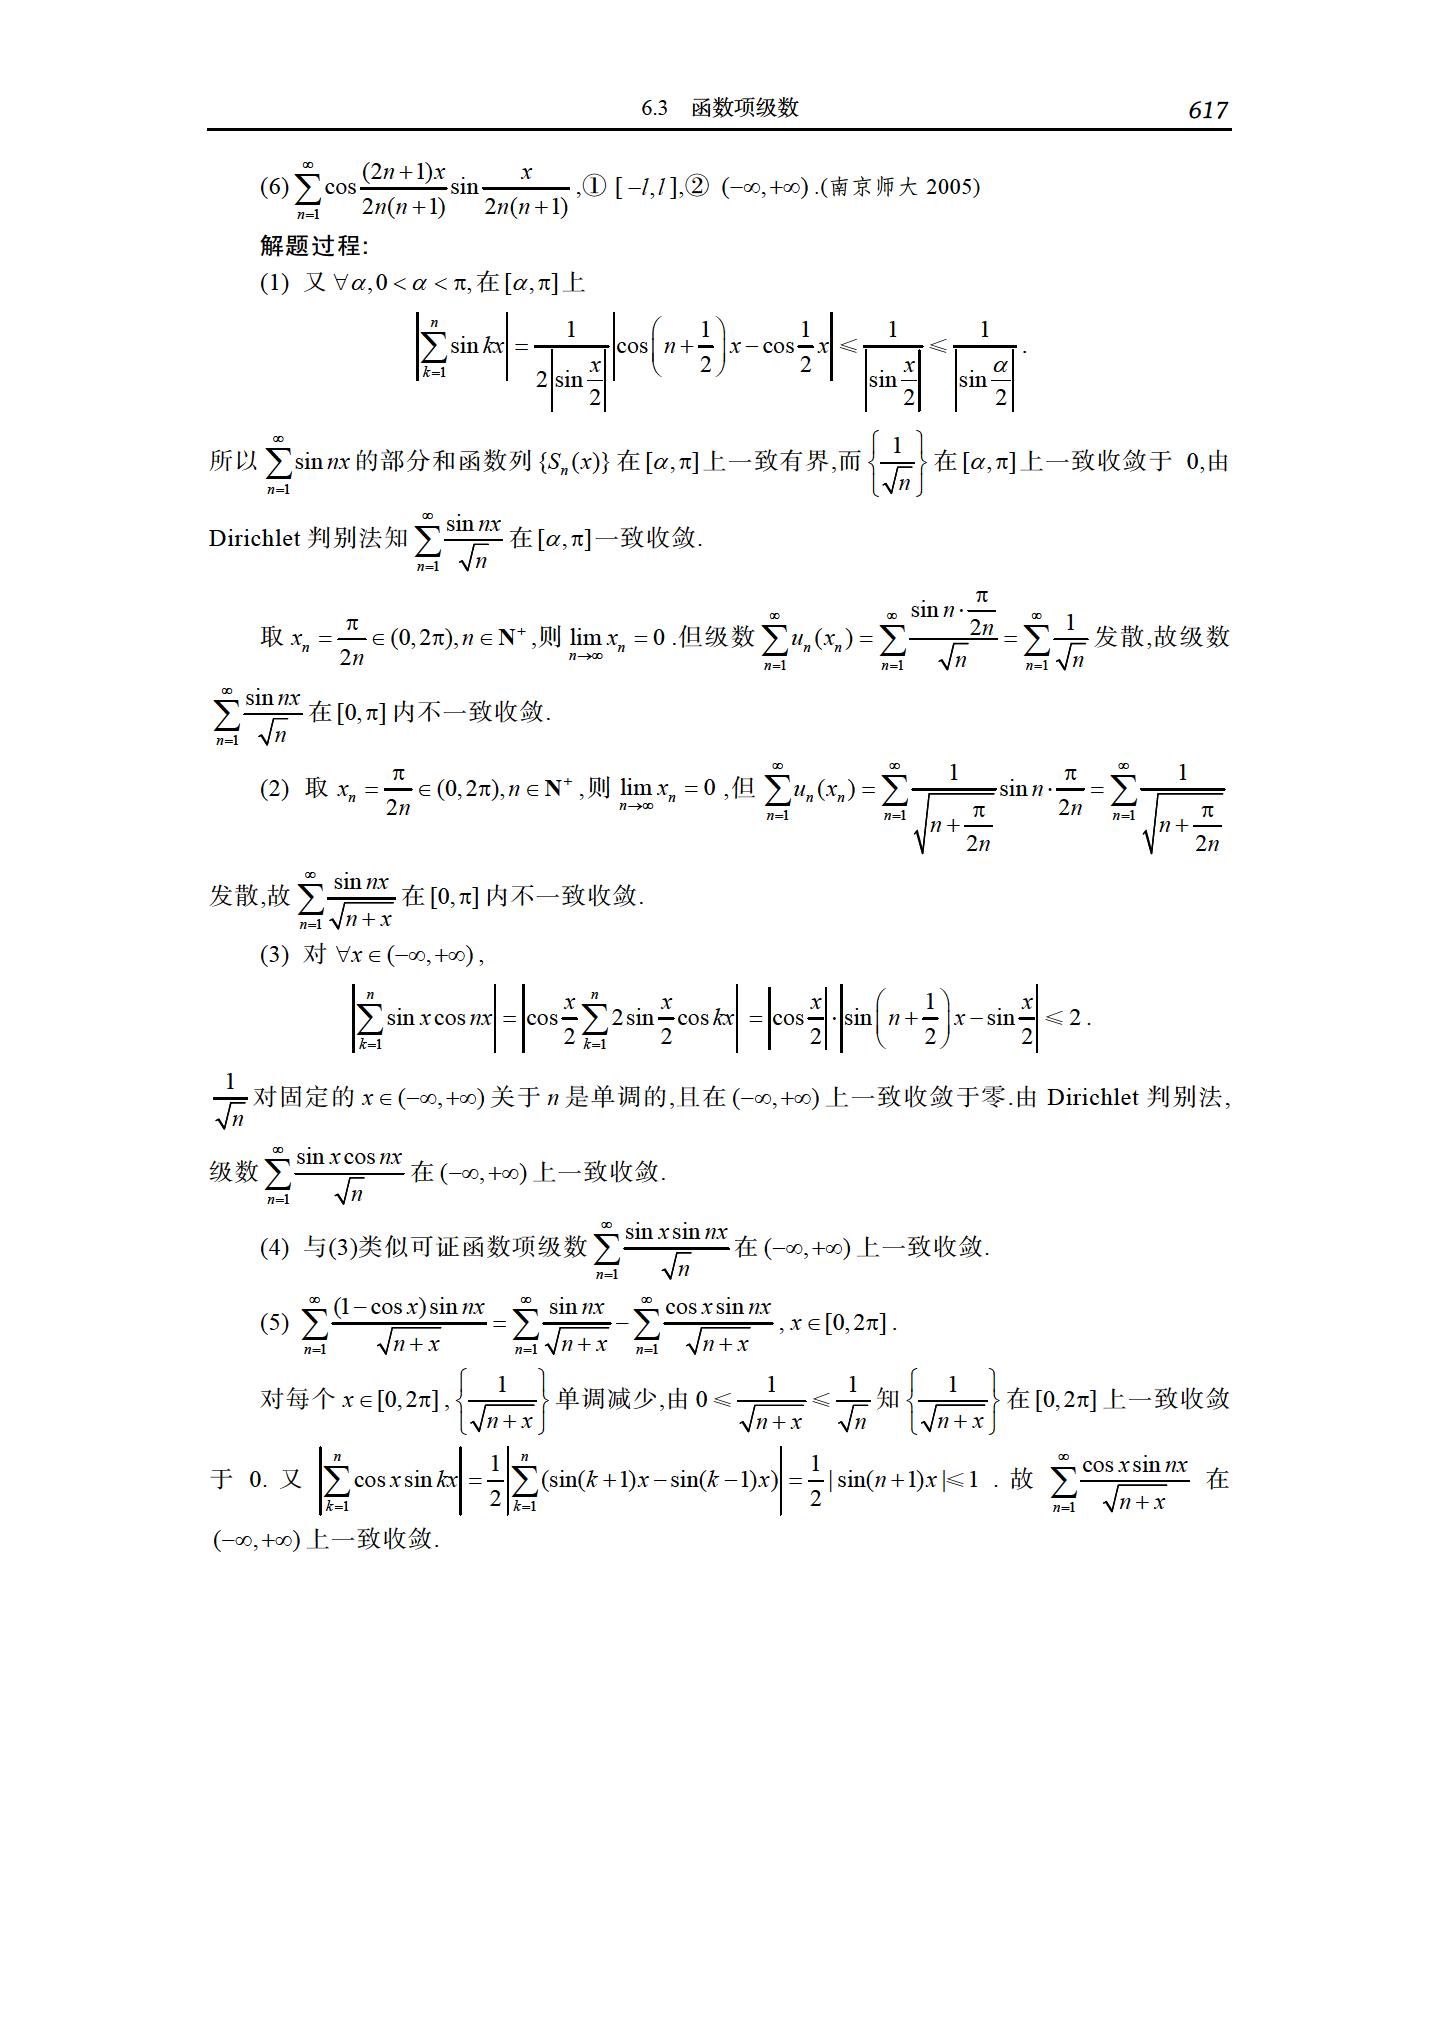 6.3 函数项级数 617
(6) $\sum_{n=1}^{\infty}\cos\frac{(2n+1)x}{2n(n+1)}\sin\frac{x}{2n(n+1)}$,① $[-l,l]$,② $(-\infty,+\infty)$.(南京师大 2005)
解题过程:
(1) 又 $\forall\alpha,0<\alpha<\pi$,在$[\alpha,\pi]$上
$\left|\sum_{k=1}^{n}\sin kx\right|=\frac{1}{2\left|\sin\frac{x}{2}\right|}\left|\cos\left(n+\frac{1}{2}\right)x-\cos\frac{1}{2}x\right|\leqslant\frac{1}{\left|\sin\frac{x}{2}\right|}\leqslant\frac{1}{\left|\sin\frac{\alpha}{2}\right|}.$
所以 $\sum_{n=1}^{\infty}\sin nx$ 的部分和函数列 $\{S_n(x)\}$ 在$[\alpha,\pi]$上一致有界,而 $\left\{\frac{1}{\sqrt{n}}\right\}$ 在$[\alpha,\pi]$上一致收敛于 0,由
Dirichlet 判别法知 $\sum_{n=1}^{\infty}\frac{\sin nx}{\sqrt{n}}$ 在$[\alpha,\pi]$一致收敛.
取 $x_n=\frac{\pi}{2n}\in(0,2\pi),n\in\mathbf{N}^+$,则 $\lim_{n\to\infty}x_n=0$.但级数 $\sum_{n=1}^{\infty}u_n(x_n)=\sum_{n=1}^{\infty}\frac{\sin n\cdot\frac{\pi}{2n}}{\sqrt{n}}=\sum_{n=1}^{\infty}\frac{1}{\sqrt{n}}$ 发散,故级数
$\sum_{n=1}^{\infty}\frac{\sin nx}{\sqrt{n}}$ 在$[0,\pi]$内不一致收敛.
(2) 取 $x_n=\frac{\pi}{2n}\in(0,2\pi),n\in\mathbf{N}^+$,则 $\lim_{n\to\infty}x_n=0$,但 $\sum_{n=1}^{\infty}u_n(x_n)=\sum_{n=1}^{\infty}\frac{1}{\sqrt{n+\frac{\pi}{2n}}}\sin n\cdot\frac{\pi}{2n}=\sum_{n=1}^{\infty}\frac{1}{\sqrt{n+\frac{\pi}{2n}}}$
发散,故 $\sum_{n=1}^{\infty}\frac{\sin nx}{\sqrt{n+x}}$ 在$[0,\pi]$内不一致收敛.
(3) 对 $\forall x\in(-\infty,+\infty)$,
$\left|\sum_{k=1}^{n}\sin x\cos nx\right|=\left|\cos\frac{x}{2}\sum_{k=1}^{n}2\sin\frac{x}{2}\cos kx\right|=\left|\cos\frac{x}{2}\right|\cdot\left|\sin\left(n+\frac{1}{2}\right)x-\sin\frac{x}{2}\right|\leqslant 2.$
$\frac{1}{\sqrt{n}}$对固定的 $x\in(-\infty,+\infty)$关于 $n$ 是单调的,且在$(-\infty,+\infty)$上一致收敛于零.由 Dirichlet 判别法,
级数 $\sum_{n=1}^{\infty}\frac{\sin x\cos nx}{\sqrt{n}}$ 在$(-\infty,+\infty)$上一致收敛.
(4) 与(3)类似可证函数项级数 $\sum_{n=1}^{\infty}\frac{\sin x\sin nx}{\sqrt{n}}$ 在$(-\infty,+\infty)$上一致收敛.
(5) $\sum_{n=1}^{\infty}\frac{(1-\cos x)\sin nx}{\sqrt{n+x}}=\sum_{n=1}^{\infty}\frac{\sin nx}{\sqrt{n+x}}-\sum_{n=1}^{\infty}\frac{\cos x\sin nx}{\sqrt{n+x}},x\in[0,2\pi].$
对每个 $x\in[0,2\pi]$,$\left\{\frac{1}{\sqrt{n+x}}\right\}$单调减少,由 $0\leqslant\frac{1}{\sqrt{n+x}}\leqslant\frac{1}{\sqrt{n}}$ 知 $\left\{\frac{1}{\sqrt{n+x}}\right\}$ 在$[0,2\pi]$上一致收敛
于 0. 又 $\left|\sum_{k=1}^{n}\cos x\sin kx\right|=\frac{1}{2}\left|\sum_{k=1}^{n}(\sin(k+1)x-\sin(k-1)x)\right|=\frac{1}{2}|\sin(n+1)x|\leqslant 1$ . 故 $\sum_{n=1}^{\infty}\frac{\cos x\sin nx}{\sqrt{n+x}}$ 在
$(-\infty,+\infty)$上一致收敛.